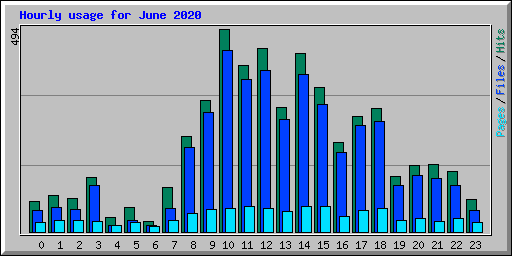 Hourly usage for June 2020
494
Pages / Files / Hits
0 1 2 3 4 5 6 7 8 9 10 11 12 13 14 15 16 17 18 19 20 21 22 23